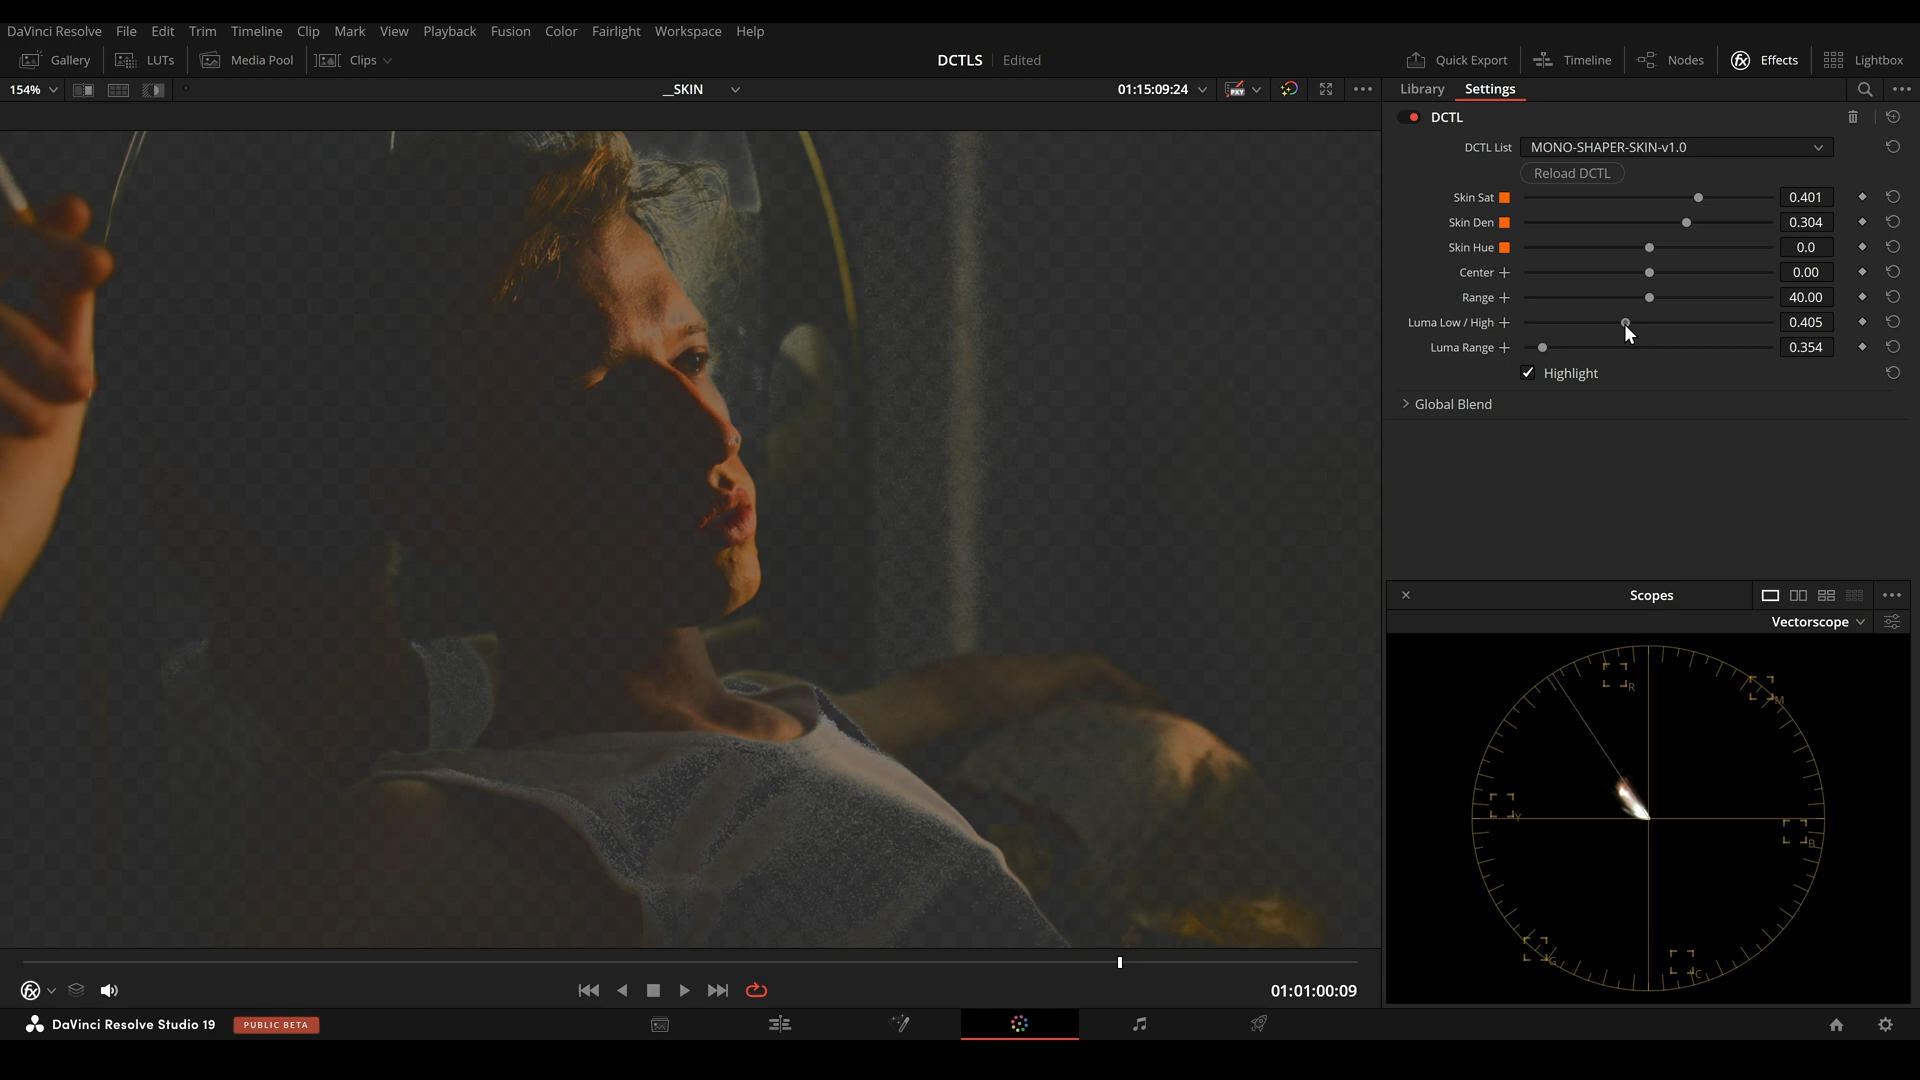 DaVinci Resolve File Edit Trim Timeline Clip Mark View Playback Fusion Color Fairlight Workspace Help
Gallery LUTs Media Pool Clips DCTLS Edited Quick Export Timeline Nodes Effects Lightbox
154% __SKIN 01:15:09:24 PXY Library Settings
DCTL
DCTL List MONO-SHAPER-SKIN-v1.0
Reload DCTL
Skin Sat 0.401
Skin Den 0.304
Skin Hue 0.0
Center 0.00
Range 40.00
Luma Low / High 0.405
Luma Range 0.354
Highlight
Global Blend
Scopes
Vectorscope
R
M
Y
B
G
C
01:01:00:09
DaVinci Resolve Studio 19 PUBLIC BETA